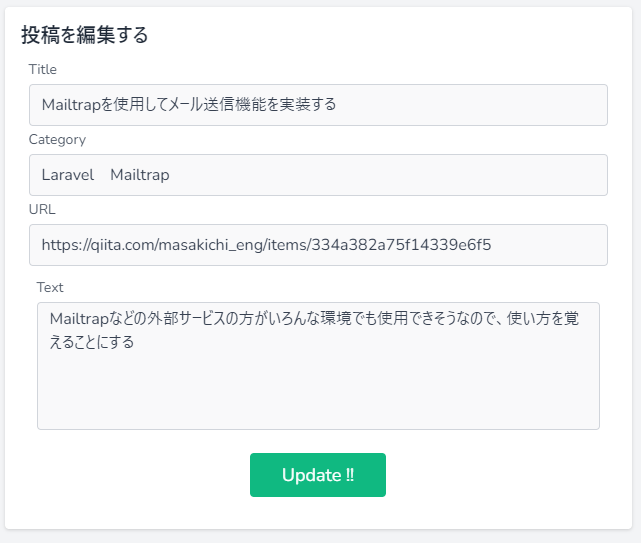 投稿を編集する
Title
Mailtrapを使用してメール送信機能を実装する
Category
Laravel　Mailtrap
URL
https://qiita.com/masakichi_eng/items/334a382a75f14339e6f5
Text
Mailtrapなどの外部サービスの方がいろんな環境でも使用できそうなので、使い方を覚
えることにする
Update !!